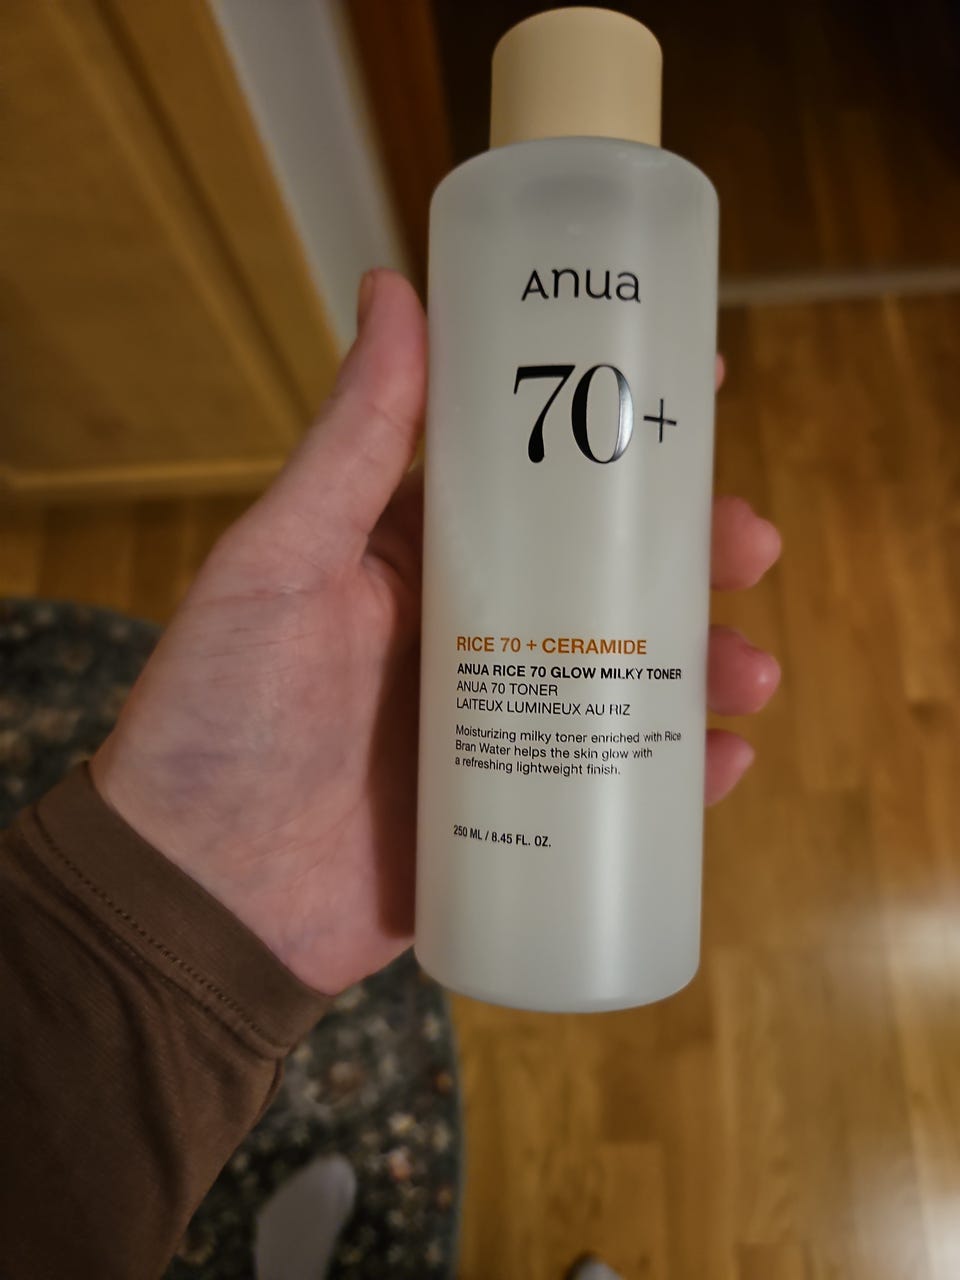 Anua
70+
RICE 70 + CERAMIDE
ANUA RICE 70 GLOW MILKY TONER
ANUA 70 TONER
LAITEUX LUMINEUX AU RIZ
Moisturizing milky toner enriched with Rice
Bran Water helps the skin glow with
a refreshing lightweight finish.
250 ML / 8.45 FL. OZ.